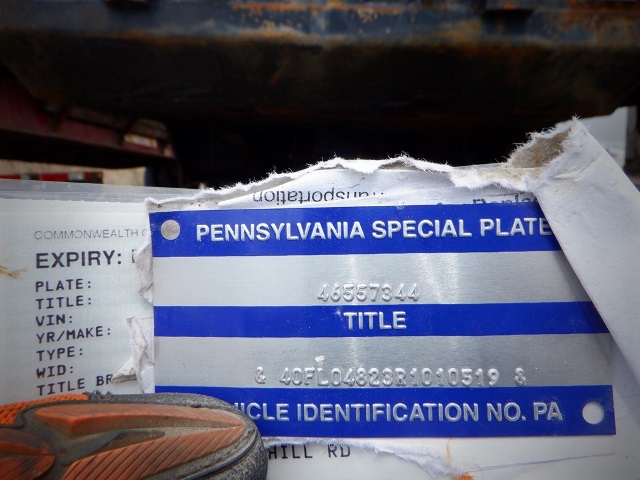 Transportation
COMMONWEALTH
EXPIRY:
PLATE:
TITLE:
VIN:
YR/MAKE:
TYPE:
WID:
TITLE BR
PENNSYLVANIA SPECIAL PLATE
46557344
TITLE
& 40FL04823R1010519 &
ICLE IDENTIFICATION NO. PA
HILL RD